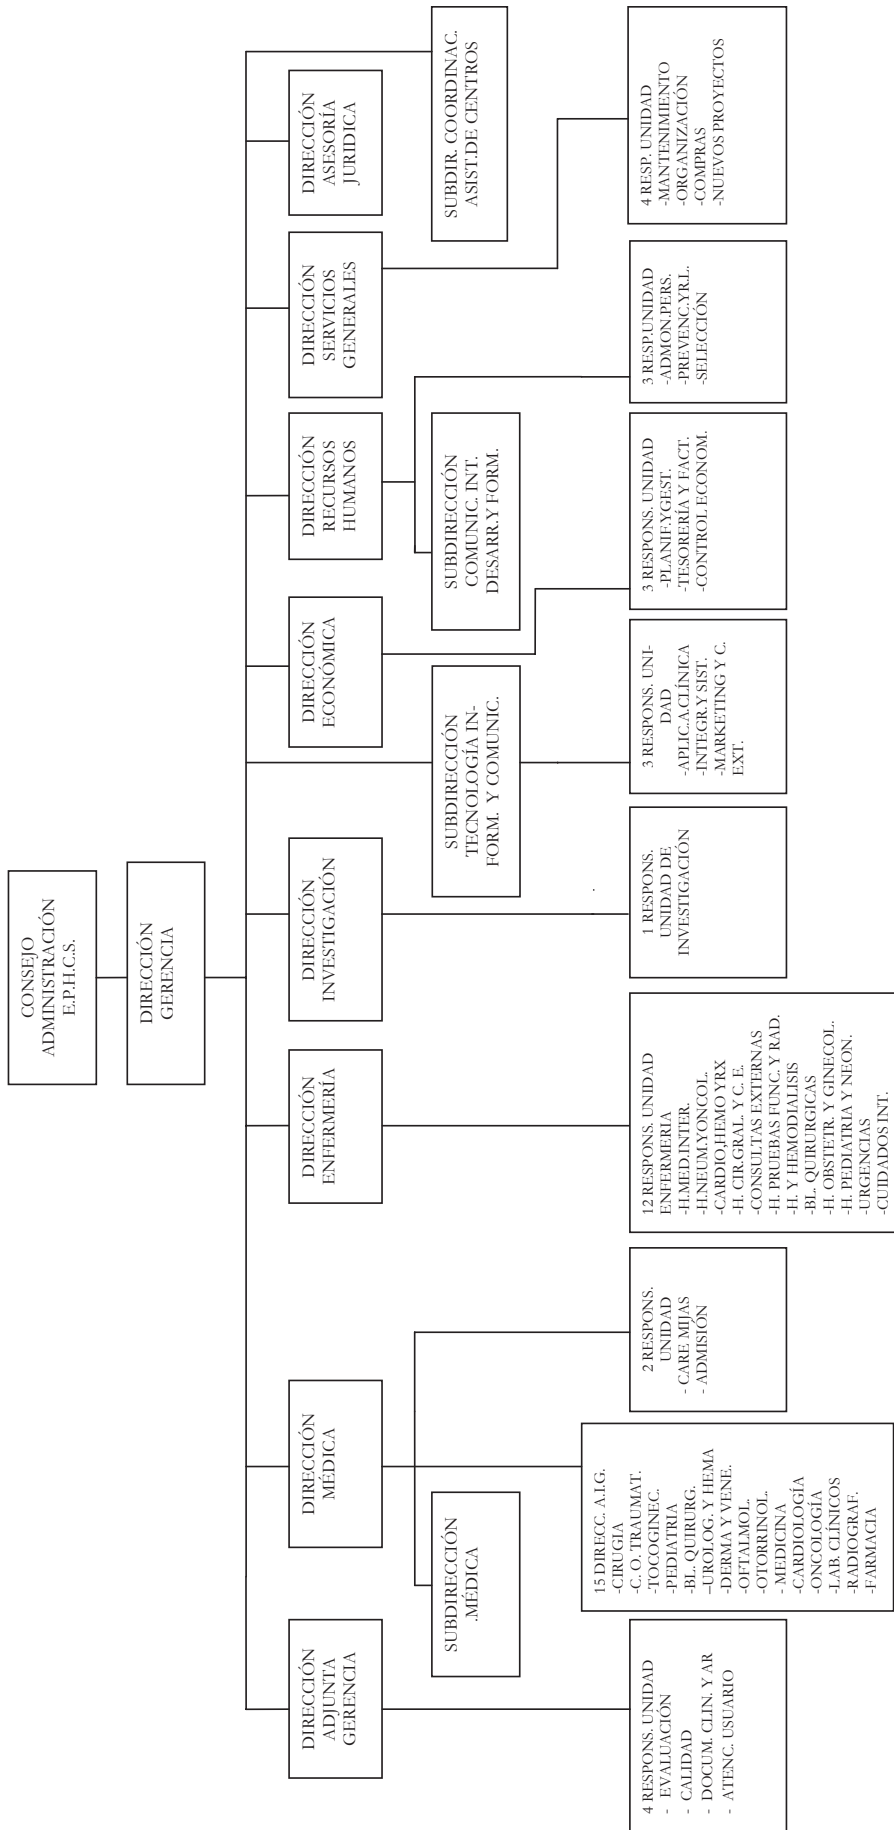 CONSEJO
ADMINISTRACIÓN
E.P.H.C.S.
DIRECCIÓN
GERENCIA
DIRECCIÓN
ADJUNTA
GERENCIA
DIRECCIÓN
MÉDICA
DIRECCIÓN
ENFERMERÍA
DIRECCIÓN
INVESTIGACIÓN
DIRECCIÓN
ECONÓMICA
DIRECCIÓN
RECURSOS
HUMANOS
DIRECCIÓN
SERVICIOS
GENERALES
DIRECCIÓN
ASESORÍA
JURIDICA
SUBDIRECCIÓN
.MÉDICA
SUBDIRECCIÓN
TECNOLOGÍA IN-
FORM. Y COMUNIC.
SUBDIRECCIÓN
COMUNIC. INT.
DESARR.Y FORM.
SUBDIR. COORDINAC.
ASIST.DE CENTROS
4 RESPONS. UNIDAD
- EVALUACIÓN
- CALIDAD
- DOCUM. CLIN. Y AR
- ATENC. USUARIO
15 DIRECC. A.I.G.
-CIRUGIA
-C. O. TRAUMAT.
-TOCOGINEC.
-PEDIATRIA
-BL. QUIRURG.
–UROLOG. Y HEMA
-DERMA Y VENE.
-OFTALMOL.
-OTORRINOL.
- MEDICINA
-CARDIOLOGÍA
-ONCOLOGÍA
-LAB. CLÍNICOS
-RADIOGRAF.
-FARMACIA
2 RESPONS.
UNIDAD
- CARE MIJAS
- ADMISIÓN
12 RESPONS. UNIDAD
ENFERMERIA
-H.MED.INTER.
-H.NEUM.YONCOL.
-CARDIO,HEMO YRX
-H. CIR.GRAL. Y C. E.
-CONSULTAS EXTERNAS
-H. PRUEBAS FUNC. Y RAD.
-H. Y HEMODIALISIS
-BL. QUIRURGICAS
-H. OBSTETR. Y GINECOL.
-H. PEDIATRIA Y NEON.
-URGENCIAS
-CUIDADOS INT.
1 RESPONS.
UNIDAD DE
INVESTIGACIÓN
3 RESPONS. UNI-
DAD
-APLIC.A.CLÍNICA
-INTEGR.Y SIST.
-MARKETING Y C.
EXT.
3 RESPONS. UNIDAD
-PLANIF.YGEST.
-TESORERÍA Y FACT.
-CONTROL ECONOM.
3 RESP.UNIDAD
-ADMON.PERS.
-PREVENC.YR.L.
-SELECCIÓN
4 RESP. UNIDAD
-MANTENIMIENTO
-ORGANIZACIÓN
-COMPRAS
-NUEVOS PROYECTOS